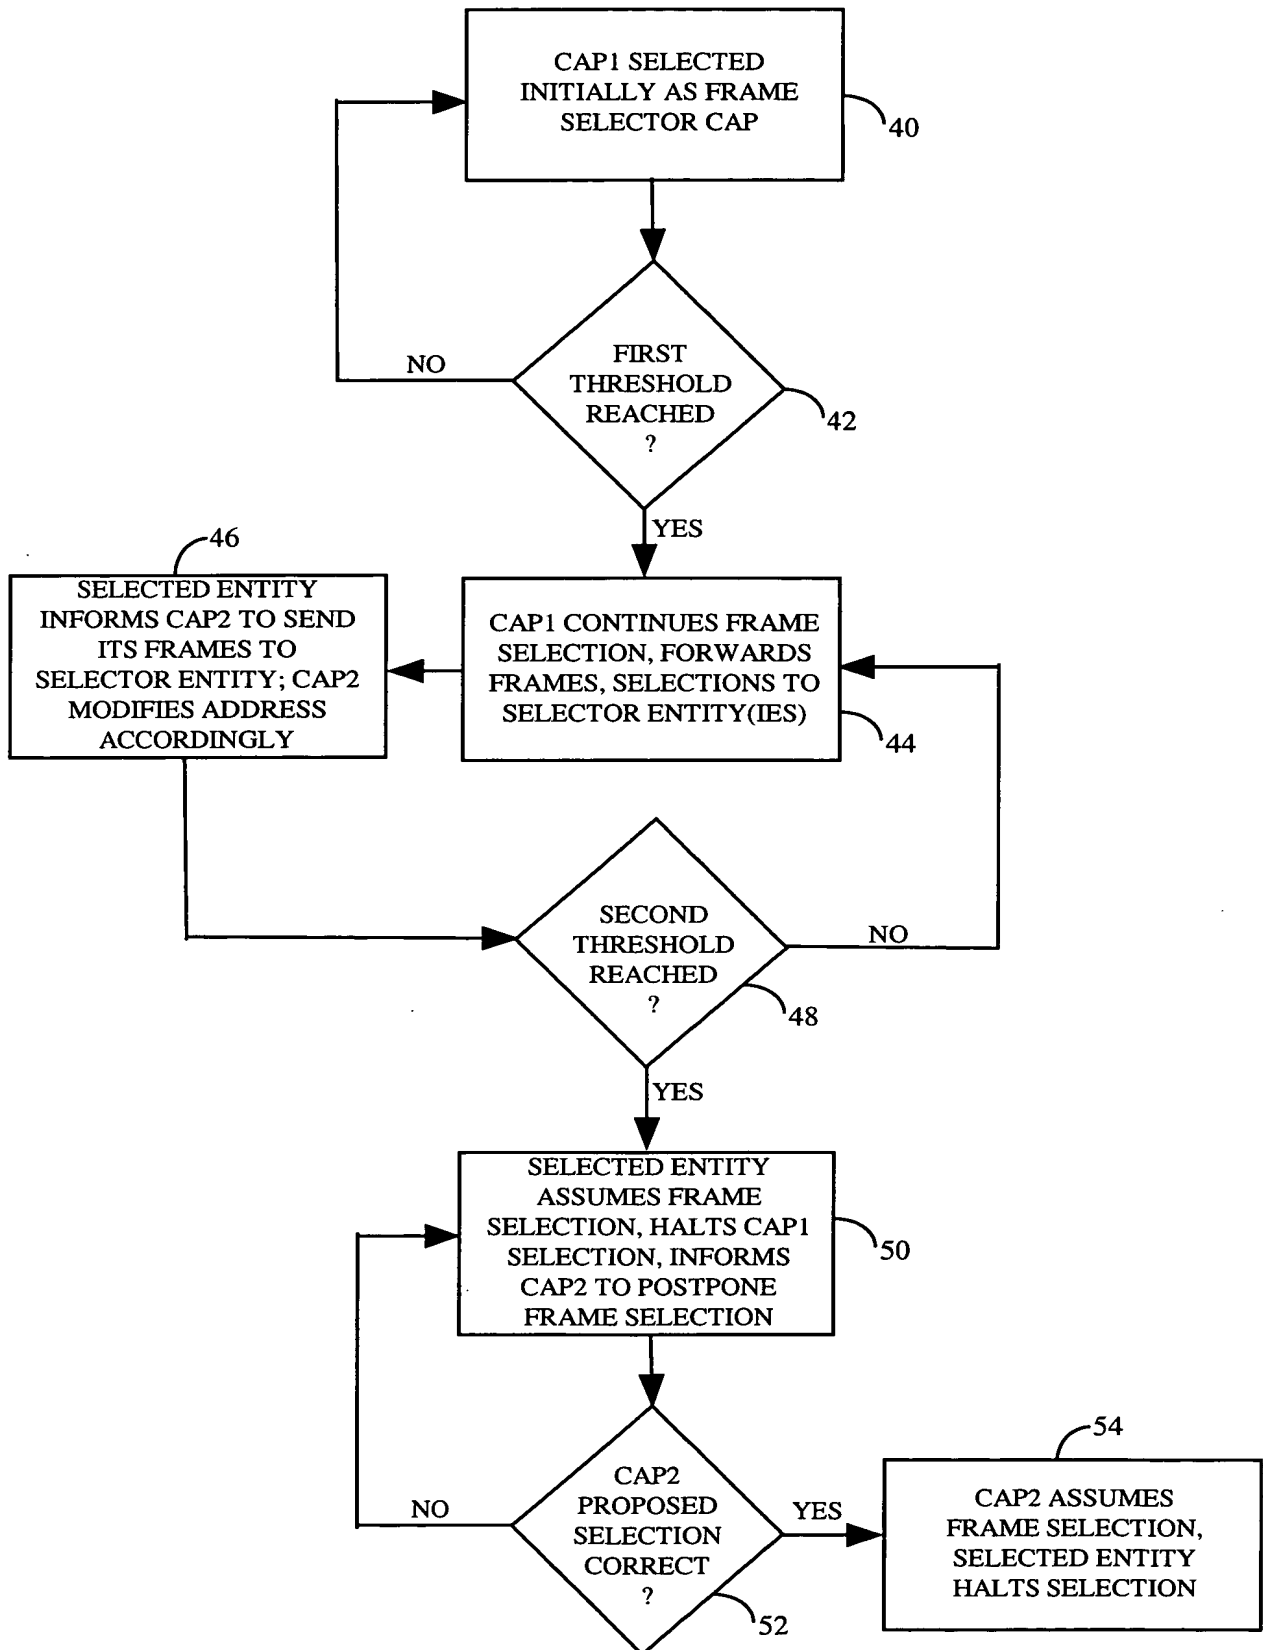 CAP1 SELECTED
INITIALLY AS FRAME
SELECTOR CAP
40
FIRST
THRESHOLD
REACHED
?
42
NO
YES
46
SELECTED ENTITY
INFORMS CAP2 TO SEND
ITS FRAMES TO
SELECTOR ENTITY; CAP2
MODIFIES ADDRESS
ACCORDINGLY
CAP1 CONTINUES FRAME
SELECTION, FORWARDS
FRAMES, SELECTIONS TO
SELECTOR ENTITY(IES)
44
SECOND
THRESHOLD
REACHED
?
NO
48
YES
SELECTED ENTITY
ASSUMES FRAME
SELECTION, HALTS CAP1
SELECTION, INFORMS
CAP2 TO POSTPONE
FRAME SELECTION
50
CAP2
PROPOSED
SELECTION
CORRECT
?
NO
YES
52
54
CAP2 ASSUMES
FRAME SELECTION,
SELECTED ENTITY
HALTS SELECTION